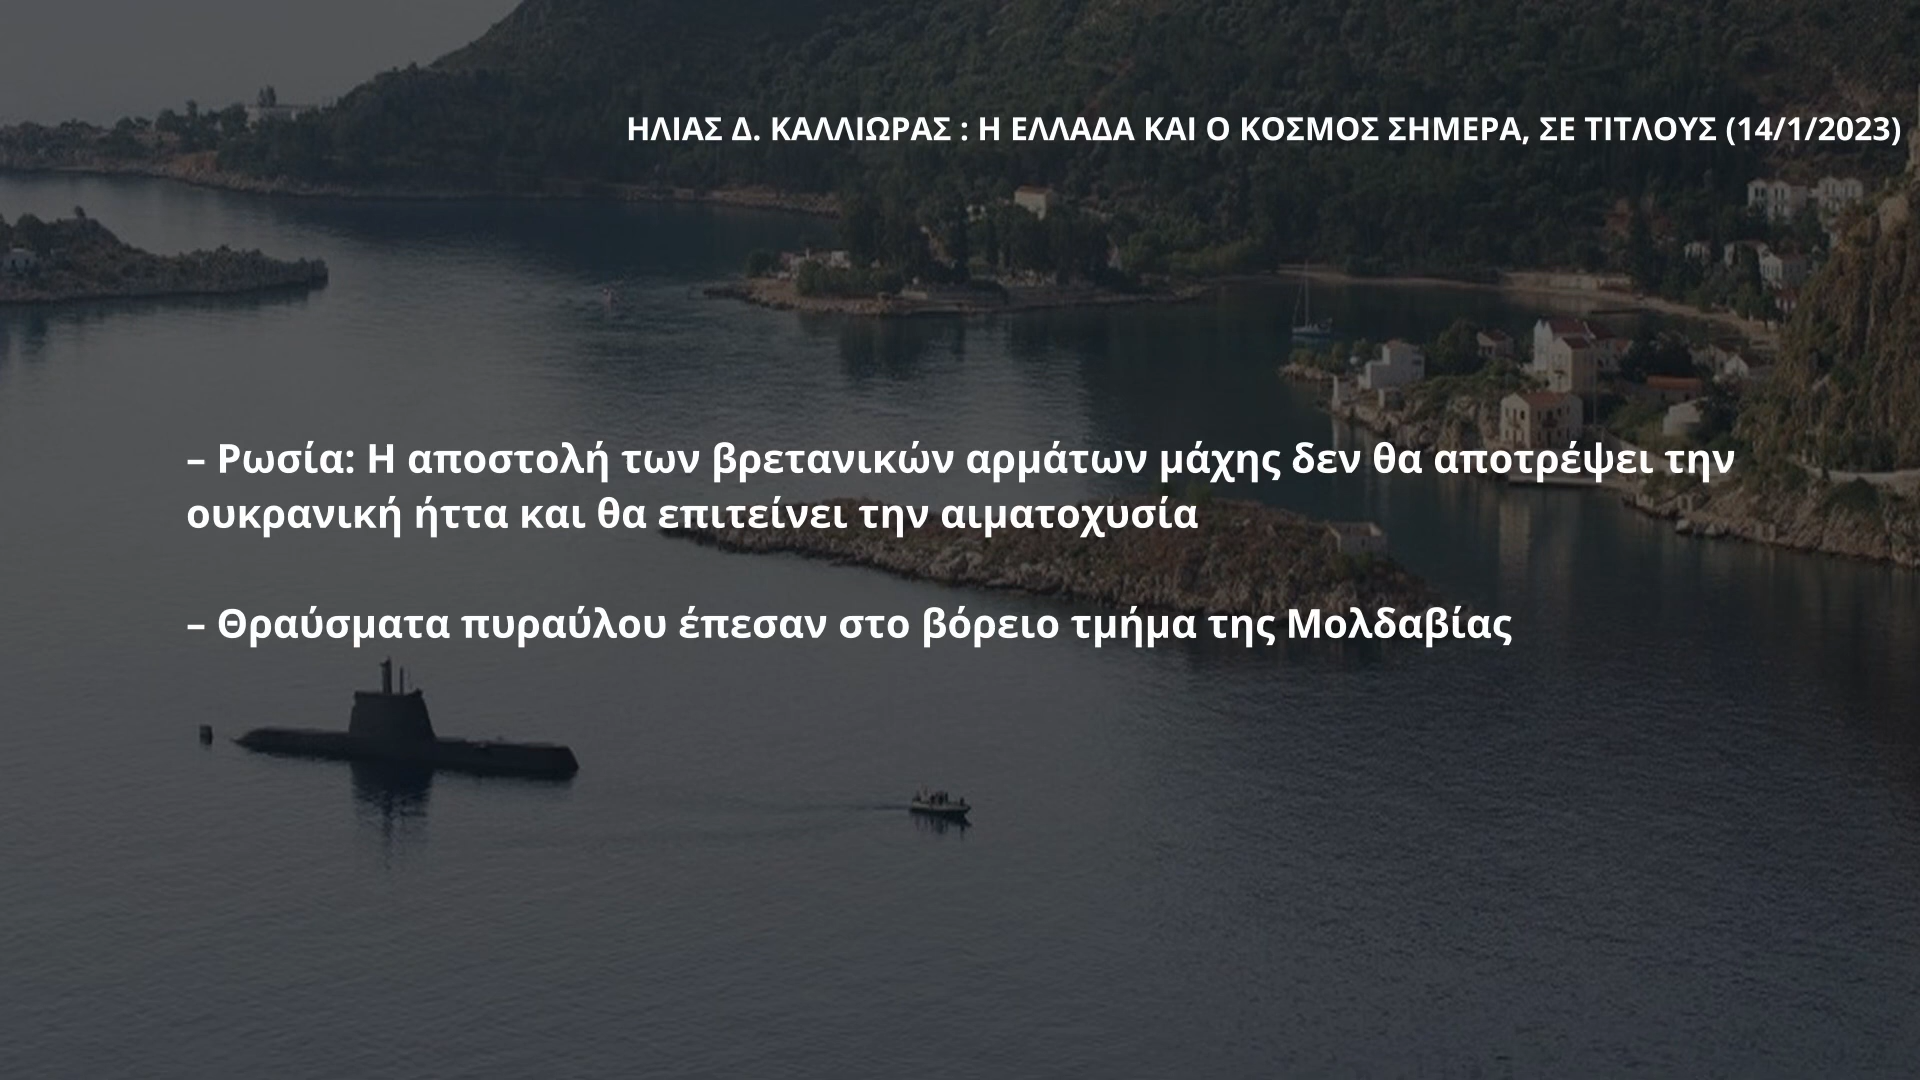 ΗΛΙΑΣ Δ. ΚΑΛΛΙΩΡΑΣ : Η ΕΛΛΑΔΑ ΚΑΙ Ο ΚΟΣΜΟΣ ΣΗΜΕΡΑ, ΣΕ ΤΙΤΛΟΥΣ (14/1/2023)
– Ρωσία: Η αποστολή των βρετανικών αρμάτων μάχης δεν θα αποτρέψει την
ουκρανική ήττα και θα επιτείνει την αιματοχυσία
– Θραύσματα πυραύλου έπεσαν στο βόρειο τμήμα της Μολδαβίας